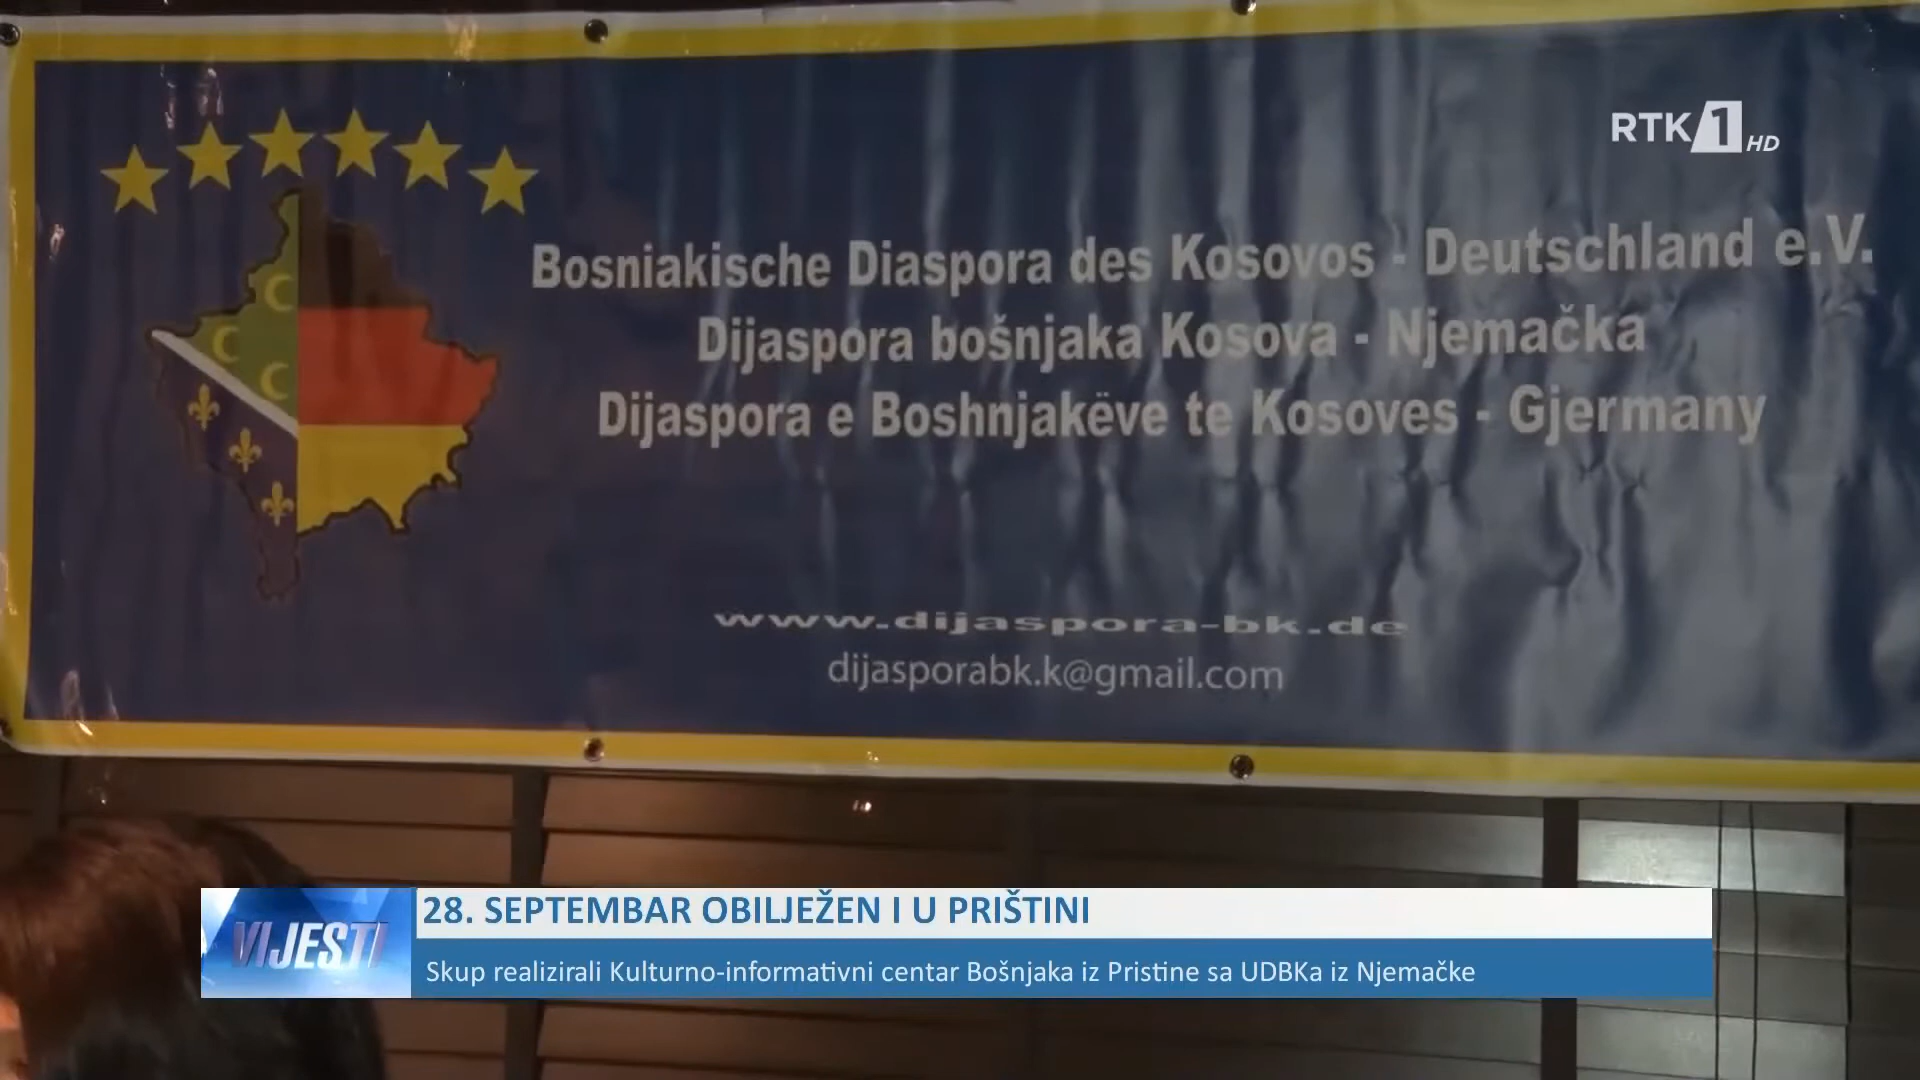 RTK1 HD
Bosniakische Diaspora des Kosovos - Deutschland e.V.
Dijaspora bošnjaka Kosova - Njemačka
Dijaspora e Boshnjakëve te Kosoves - Gjermany
www.dijaspora-bk.de
dijasporabk.k@gmail.com
VIJESTI
28. SEPTEMBAR OBILJEŽEN I U PRIŠTINI
Skup realizirali Kulturno-informativni centar Bošnjaka iz Pristine sa UDBKa iz Njemačke